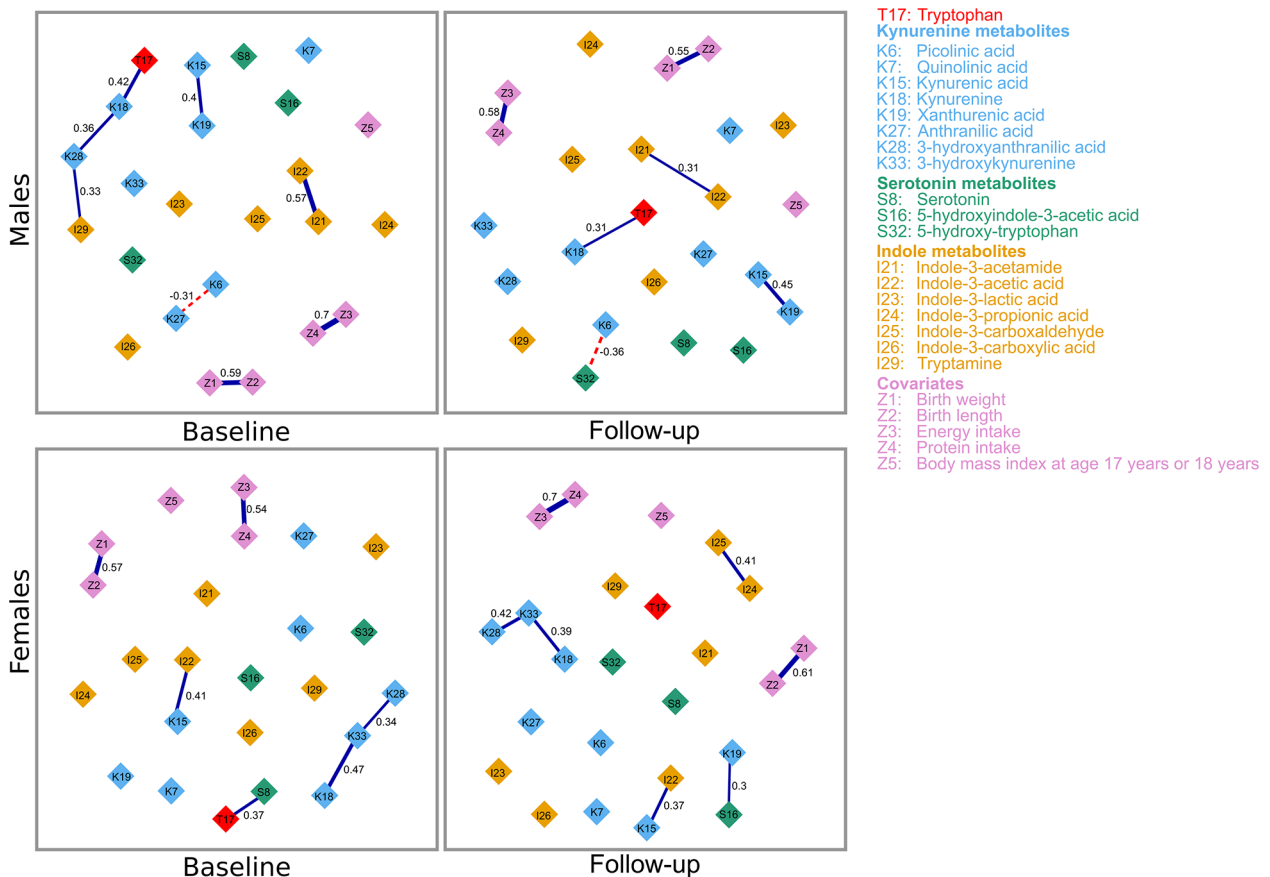 Males
T17
K15
S8
K7
0.42
0.4
K18
S16
K19
Z5
0.36
K28
I22
K33
0.33
0.57
I23
I25
I21
I24
I29
S32
K6
-0.31
K27
0.7
Z3
Z4
I26
0.59
Z1
Z2
Baseline
I24
0.55
Z2
Z1
Z3
0.58
Z4
K7
I23
I21
I25
0.31
I22
Z5
T17
K33
0.31
K18
K27
K28
I26
K15
0.45
K19
K6
I29
-0.36
S8
S16
S32
Follow-up
Females
Z3
Z5
0.54
Z4
K27
I23
Z1
0.57
Z2
I21
K6
S32
I25
I22
S16
I29
I24
0.41
K28
K15
0.34
I26
K33
0.47
K19
K7
S8
K18
T17
0.37
Baseline
0.7
Z4
Z3
Z5
I25
0.41
I24
I29
T17
0.42
K33
K28
0.39
K18
S32
I21
Z1
0.61
Z2
S8
K27
K6
K19
I23
I22
0.3
0.37
I26
K7
K15
S16
Follow-up
T17: Tryptophan
Kynurenine metabolites
K6: Picolinic acid
K7: Quinolinic acid
K15: Kynurenic acid
K18: Kynurenine
K19: Xanthurenic acid
K27: Anthranilic acid
K28: 3-hydroxyanthranilic acid
K33: 3-hydroxykynurenine
Serotonin metabolites
S8: Serotonin
S16: 5-hydroxyindole-3-acetic acid
S32: 5-hydroxy-tryptophan
Indole metabolites
I21: Indole-3-acetamide
I22: Indole-3-acetic acid
I23: Indole-3-lactic acid
I24: Indole-3-propionic acid
I25: Indole-3-carboxaldehyde
I26: Indole-3-carboxylic acid
I29: Tryptamine
Covariates
Z1: Birth weight
Z2: Birth length
Z3: Energy intake
Z4: Protein intake
Z5: Body mass index at age 17 years or 18 years